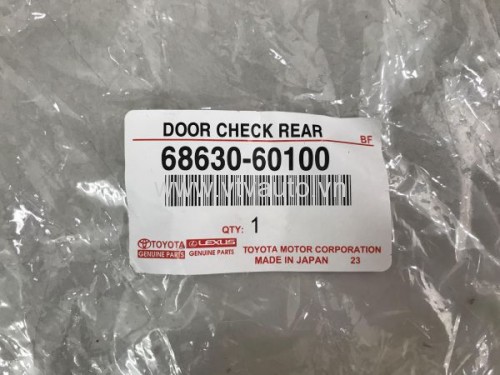 DOOR CHECK REAR
BF
68630-60100
www.vtvauto.vn
QTY: 1
TOYOTA LEXUS TOYOTA MOTOR CORPORATION
GENUINE PARTS GENUINE PARTS MADE IN JAPAN 23